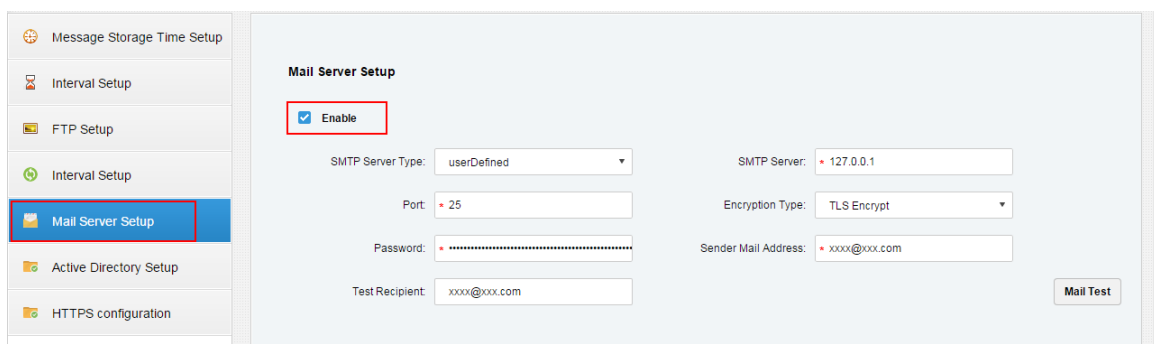 Message Storage Time Setup
Interval Setup
FTP Setup
Interval Setup
Mail Server Setup
Active Directory Setup
HTTPS configuration
Mail Server Setup
Enable
SMTP Server Type: userDefined SMTP Server: * 127.0.0.1
Port: * 25 Encryption Type: TLS Encrypt
Password: * •••••••••••••••••••••••••••••••••••••••••••••••••••• Sender Mail Address: * xxxx@xxx.com
Test Recipient: xxxx@xxx.com Mail Test